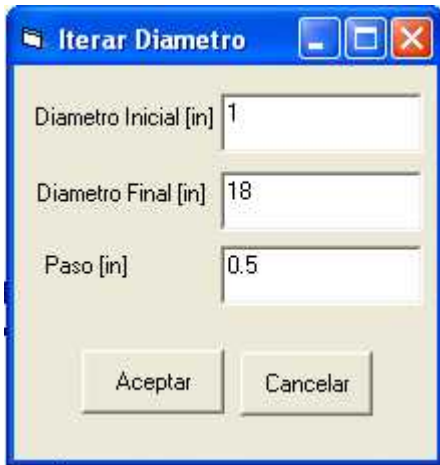 Iterar Diametro
Diametro Inicial [in] 1
Diametro Final [in] 18
Paso [in] 0.5
Aceptar Cancelar